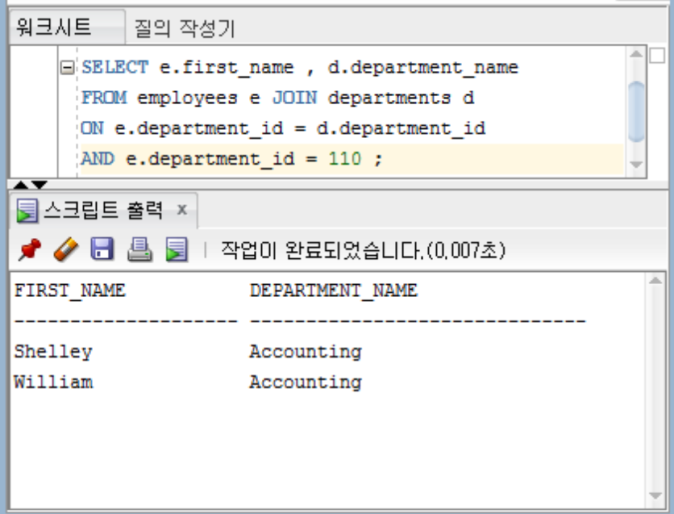 워크시트 질의 작성기
SELECT e.first_name , d.department_name
FROM employees e JOIN departments d
ON e.department_id = d.department_id
AND e.department_id = 110 ;
스크립트 출력 x
작업이 완료되었습니다.(0,007초)
FIRST_NAME DEPARTMENT_NAME
-------------------- ------------------------------
Shelley Accounting
William Accounting